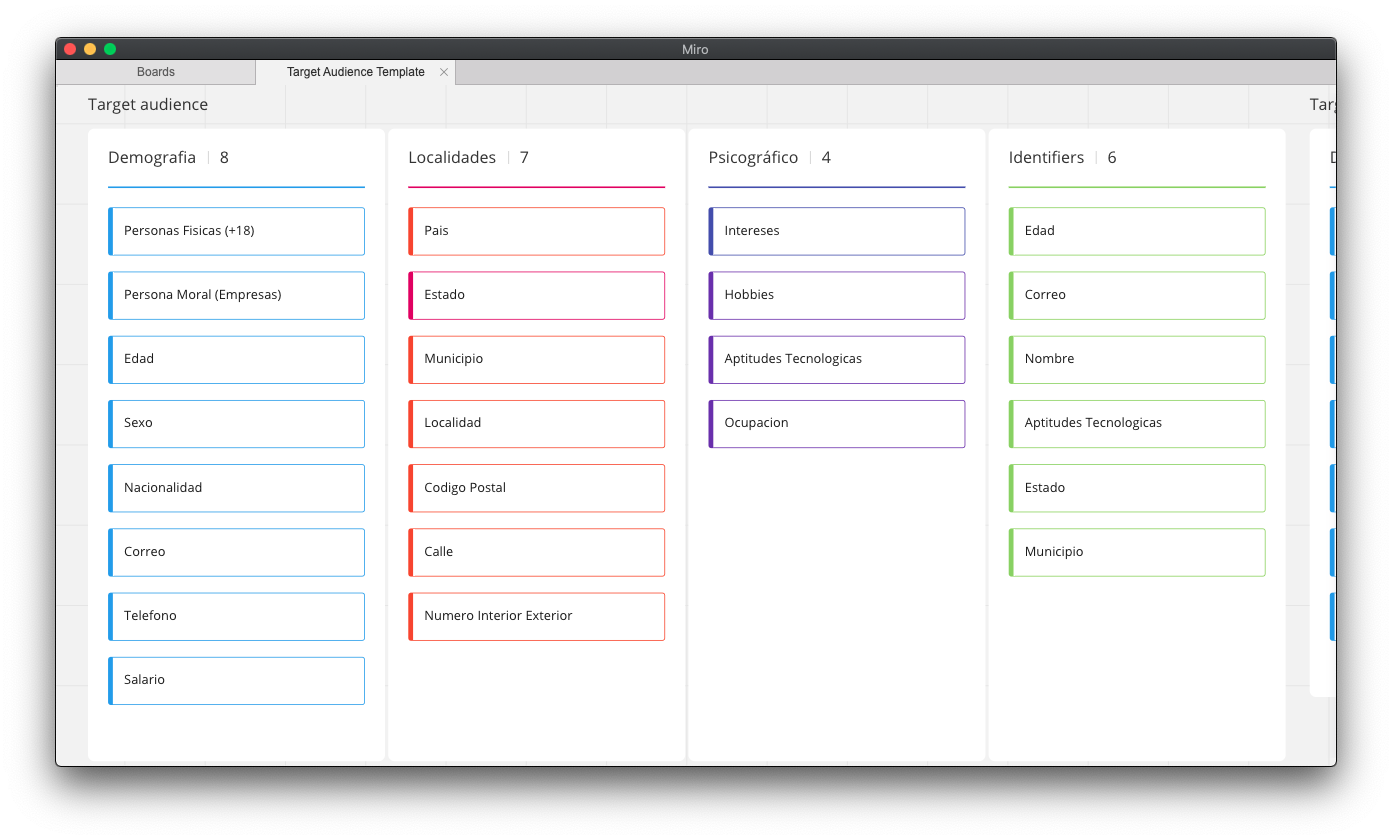 Miro
Boards
Target Audience Template
Target audience
Demografia | 8
Personas Fisicas (+18)
Persona Moral (Empresas)
Edad
Sexo
Nacionalidad
Correo
Telefono
Salario
Localidades | 7
Pais
Estado
Municipio
Localidad
Codigo Postal
Calle
Numero Interior Exterior
Psicográfico | 4
Intereses
Hobbies
Aptitudes Tecnologicas
Ocupacion
Identifiers | 6
Edad
Correo
Nombre
Aptitudes Tecnologicas
Estado
Municipio